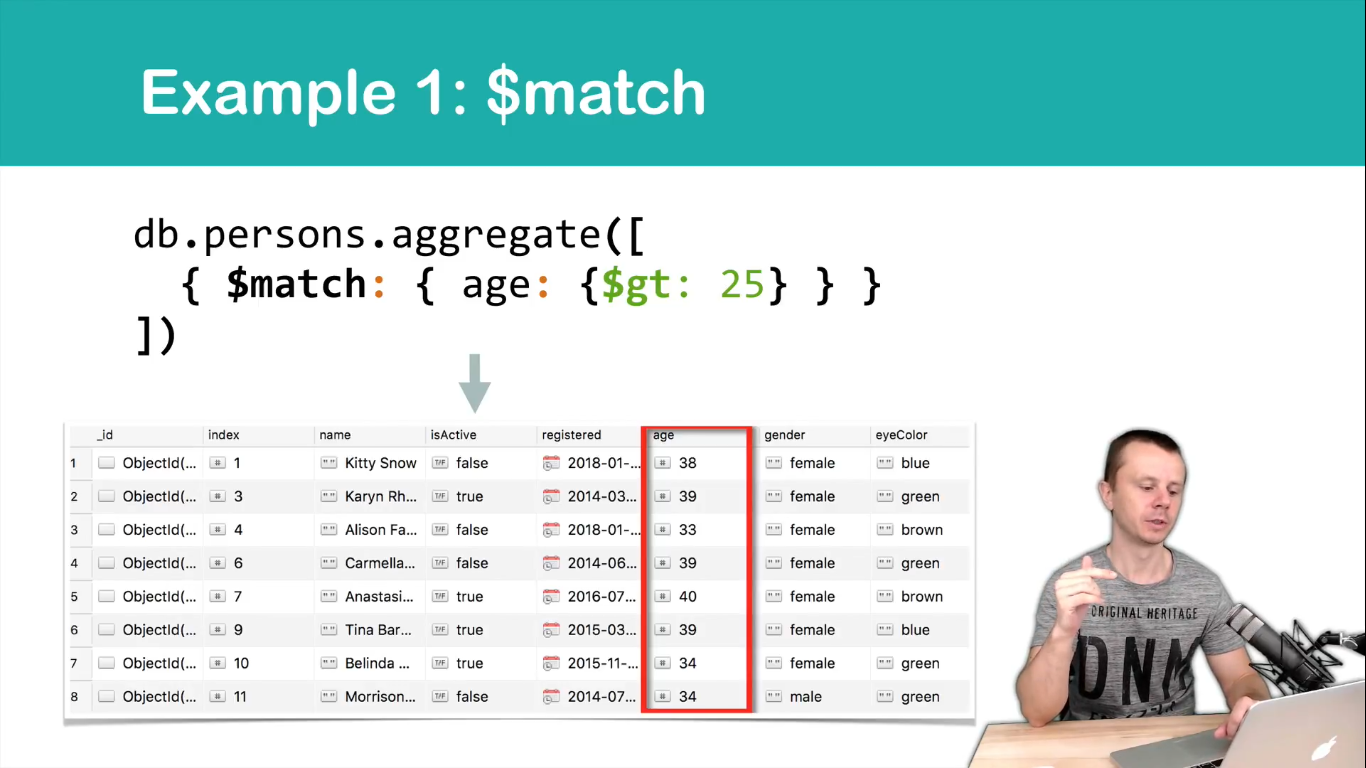 Example 1: $match
db.persons.aggregate([
{ $match: { age: {$gt: 25} } }
])
_id index name isActive registered age gender eyeColor
1 ObjectId(... # 1 "" Kitty Snow T/F false 2018-01-... # 38 "" female "" blue
2 ObjectId(... # 3 "" Karyn Rh... T/F true 2014-03... # 39 "" female "" green
3 ObjectId(... # 4 "" Alison Fa... T/F false 2018-01-... # 33 "" female "" brown
4 ObjectId(... # 6 "" Carmella... T/F false 2014-06... # 39 "" female "" green
5 ObjectId(... # 7 "" Anastasi... T/F true 2016-07... # 40 "" female "" brown
6 ObjectId(... # 9 "" Tina Bar... T/F true 2015-03... # 39 "" female "" blue
7 ObjectId(... # 10 "" Belinda ... T/F true 2015-11-... # 34 "" female "" green
8 ObjectId(... # 11 "" Morrison... T/F false 2014-07... # 34 "" male "" green
ORIGINAL HERITAGE
DNA